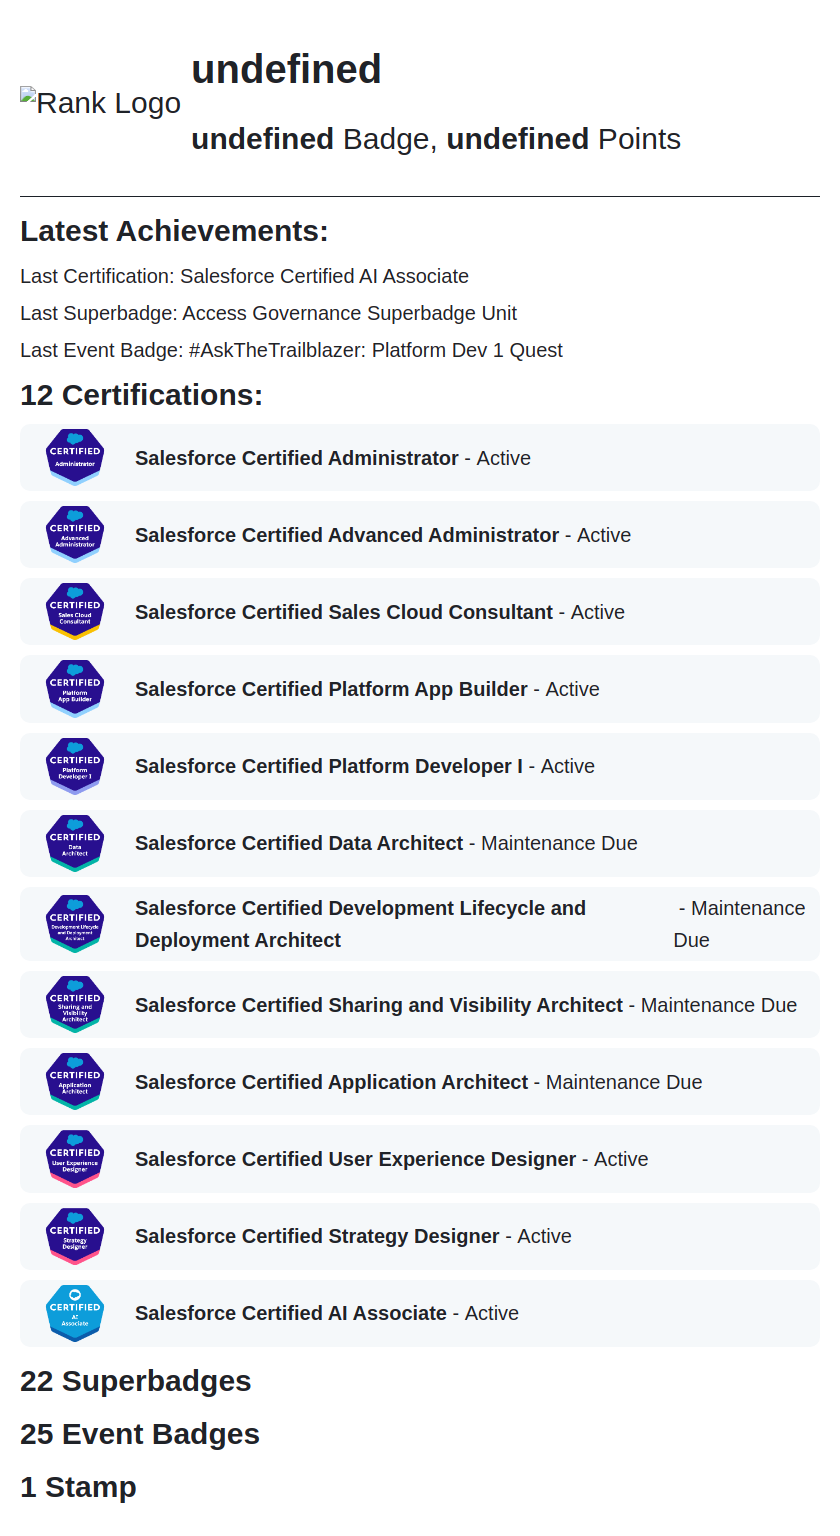 undefined
Rank Logo
undefined Badge, undefined Points
Latest Achievements:
Last Certification: Salesforce Certified AI Associate
Last Superbadge: Access Governance Superbadge Unit
Last Event Badge: #AskTheTrailblazer: Platform Dev 1 Quest
12 Certifications:
CERTIFIED
Administrator
Salesforce Certified Administrator - Active
CERTIFIED
Advanced
Administrator
Salesforce Certified Advanced Administrator - Active
CERTIFIED
Sales Cloud
Consultant
Salesforce Certified Sales Cloud Consultant - Active
CERTIFIED
Platform
App Builder
Salesforce Certified Platform App Builder - Active
CERTIFIED
Platform
Developer I
Salesforce Certified Platform Developer I - Active
CERTIFIED
Data
Architect
Salesforce Certified Data Architect - Maintenance Due
CERTIFIED
Development Lifecycle
and Deployment
Architect
Salesforce Certified Development Lifecycle and - Maintenance
Deployment Architect Due
CERTIFIED
Sharing and
Visibility
Architect
Salesforce Certified Sharing and Visibility Architect - Maintenance Due
CERTIFIED
Application
Architect
Salesforce Certified Application Architect - Maintenance Due
CERTIFIED
User Experience
Designer
Salesforce Certified User Experience Designer - Active
CERTIFIED
Strategy
Designer
Salesforce Certified Strategy Designer - Active
CERTIFIED
AI
Associate
Salesforce Certified AI Associate - Active
22 Superbadges
25 Event Badges
1 Stamp